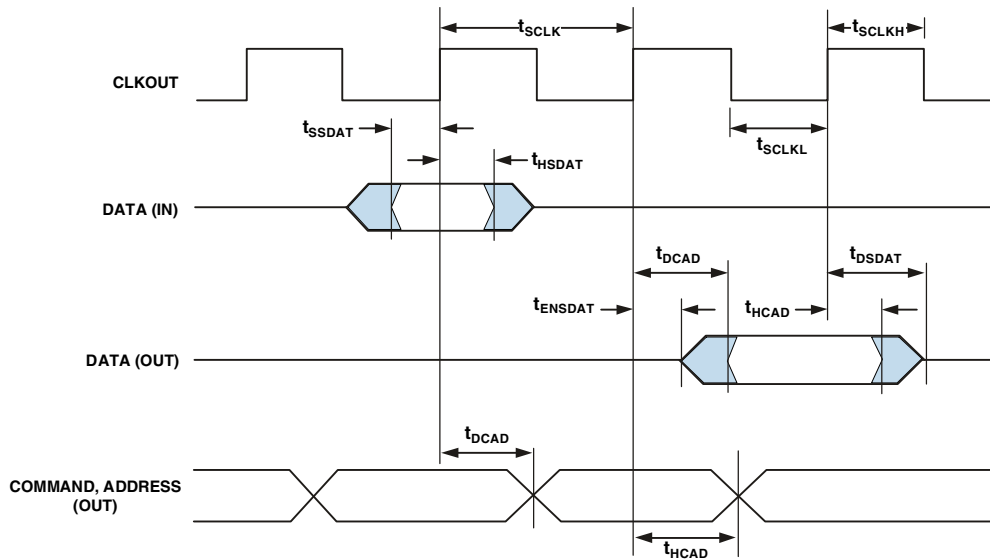 tSCLK
tSCLKH
CLKOUT
tSSDAT
tSCLKL
tHSDAT
DATA (IN)
tDCAD
tDSDAT
tENSDAT
tHCAD
DATA (OUT)
tDCAD
COMMAND, ADDRESS
(OUT)
tHCAD